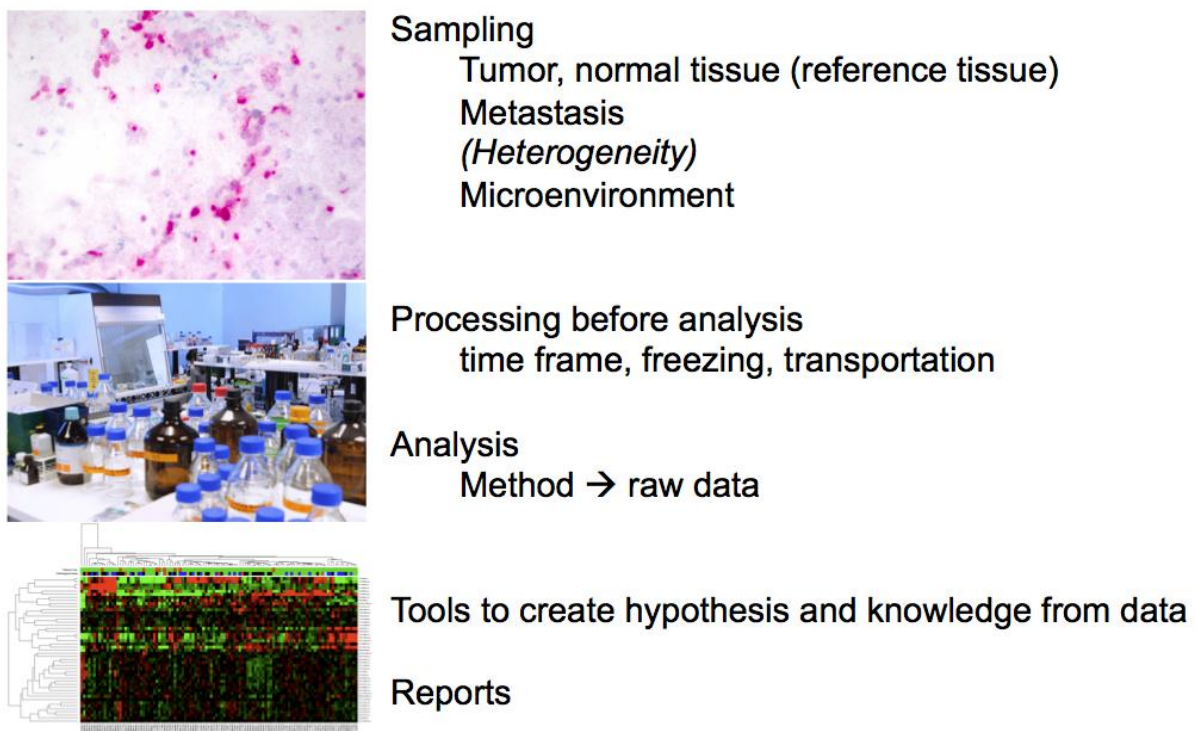 Sampling
Tumor, normal tissue (reference tissue)
Metastasis
(Heterogeneity)
Microenvironment
Processing before analysis
time frame, freezing, transportation
Analysis
Method → raw data
Tools to create hypothesis and knowledge from data
Reports